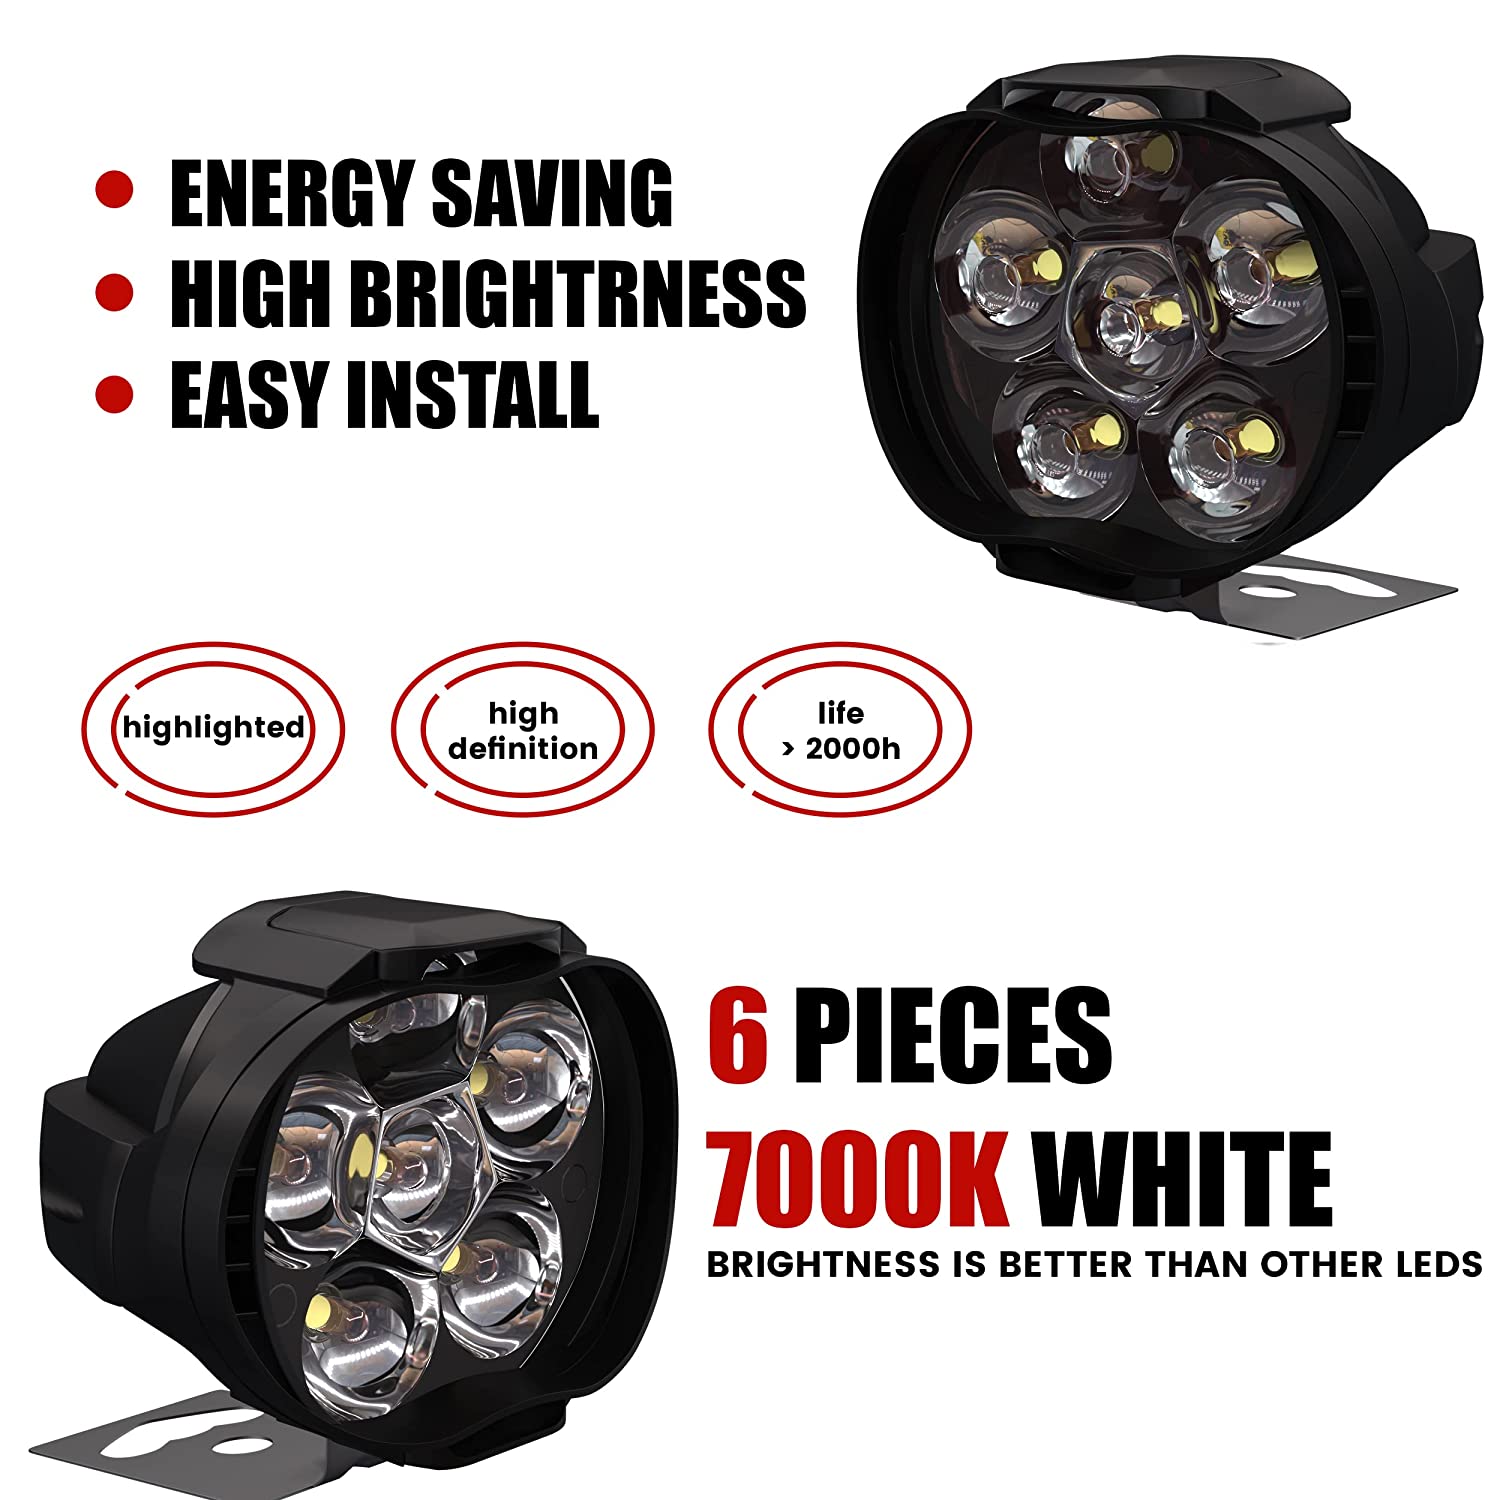 ENERGY SAVING
HIGH BRIGHTRNESS
EASY INSTALL
highlighted
high
definition
life
> 2000h
6 PIECES
7000K WHITE
BRIGHTNESS IS BETTER THAN OTHER LEDS